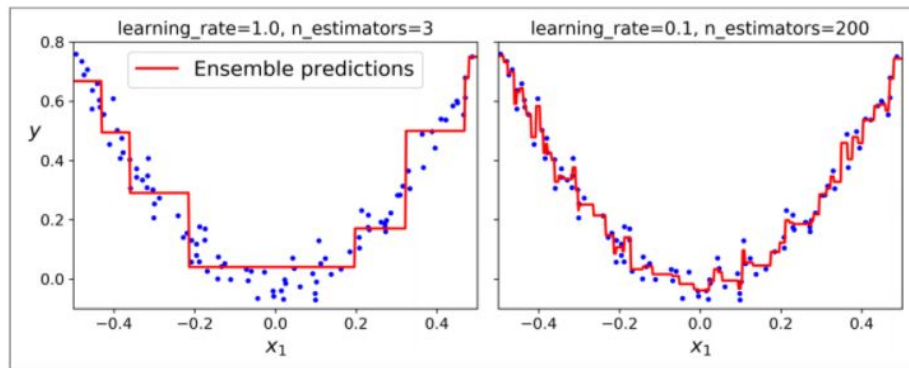 learning_rate=1.0, n_estimators=3
0.8
0.6
0.4
0.2
0.0
y
Ensemble predictions
−0.4 −0.2 0.0 0.2 0.4
x1
learning_rate=0.1, n_estimators=200
−0.4 −0.2 0.0 0.2 0.4
x1